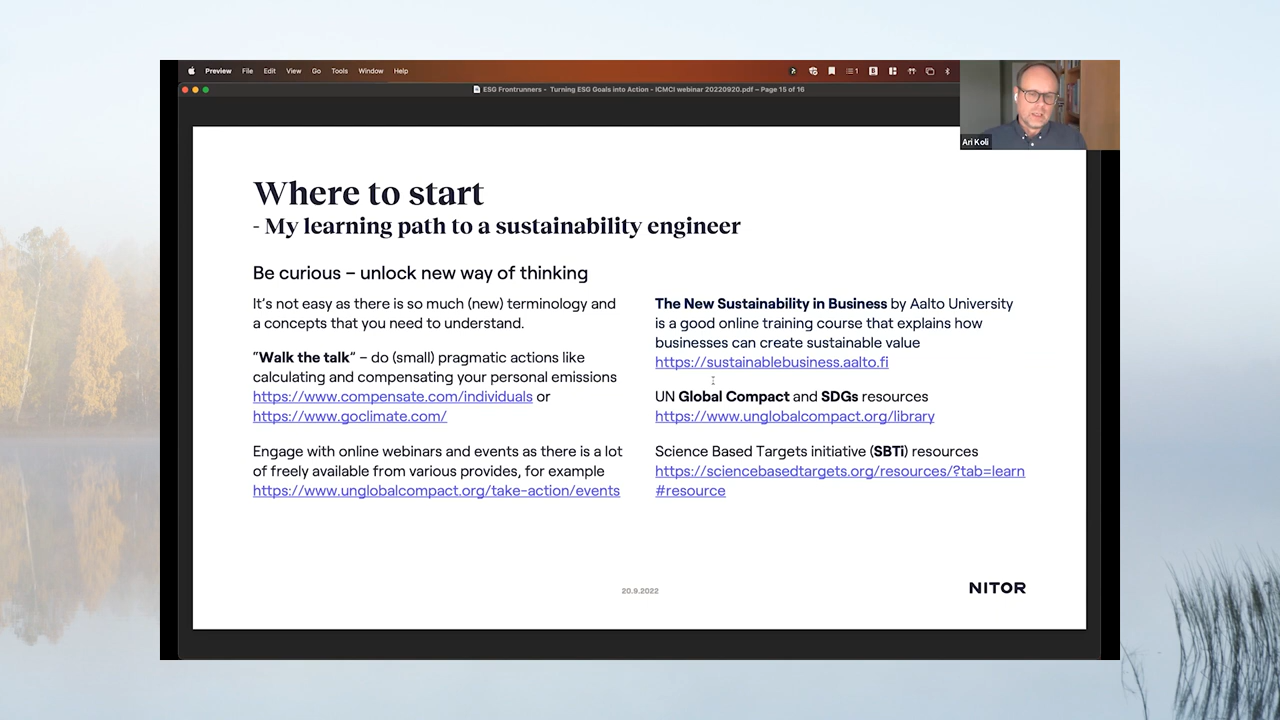 Preview File Edit View Go Tools Window Help
1
ESG Frontrunners - Turning ESG Goals into Action - ICMCI webinar 20220920.pdf – Page 15 of 16
Ari Koli
Where to start
- My learning path to a sustainability engineer
Be curious – unlock new way of thinking
It's not easy as there is so much (new) terminology and
a concepts that you need to understand.
"Walk the talk" – do (small) pragmatic actions like
calculating and compensating your personal emissions
https://www.compensate.com/individuals or
https://www.goclimate.com/
Engage with online webinars and events as there is a lot
of freely available from various provides, for example
https://www.unglobalcompact.org/take-action/events
The New Sustainability in Business by Aalto University
is a good online training course that explains how
businesses can create sustainable value
https://sustainablebusiness.aalto.fi
UN Global Compact and SDGs resources
https://www.unglobalcompact.org/library
Science Based Targets initiative (SBTi) resources
https://sciencebasedtargets.org/resources/?tab=learn
#resource
20.9.2022
NITOR